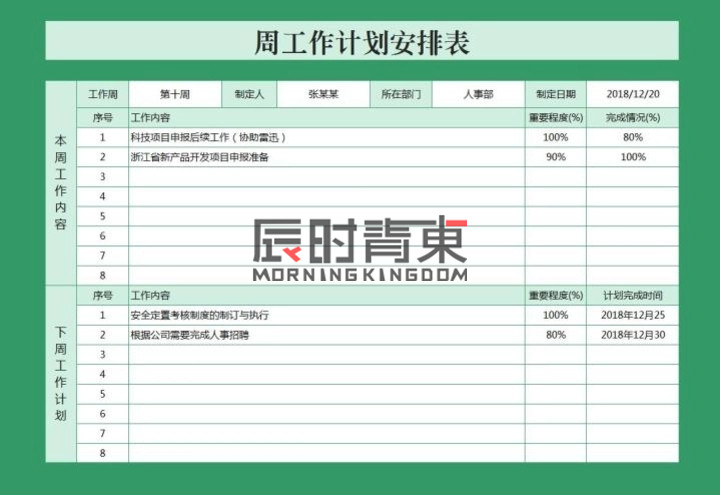 周工作计划安排表
工作周 第十周 制定人 张某某 所在部门 人事部 制定日期 2018/12/20
本周工作内容
序号 工作内容 重要程度(%) 完成情况(%)
1 科技项目申报后续工作（协助雷迅） 100% 80%
2 浙江省新产品开发项目申报准备 90% 100%
3
4
5
6
7
8
辰时青東
MORNINGKINGDOM
下周工作计划
序号 工作内容 重要程度(%) 计划完成时间
1 安全定置考核制度的制订与执行 100% 2018年12月25
2 根据公司需要完成人事招聘 80% 2018年12月30
3
4
5
6
7
8